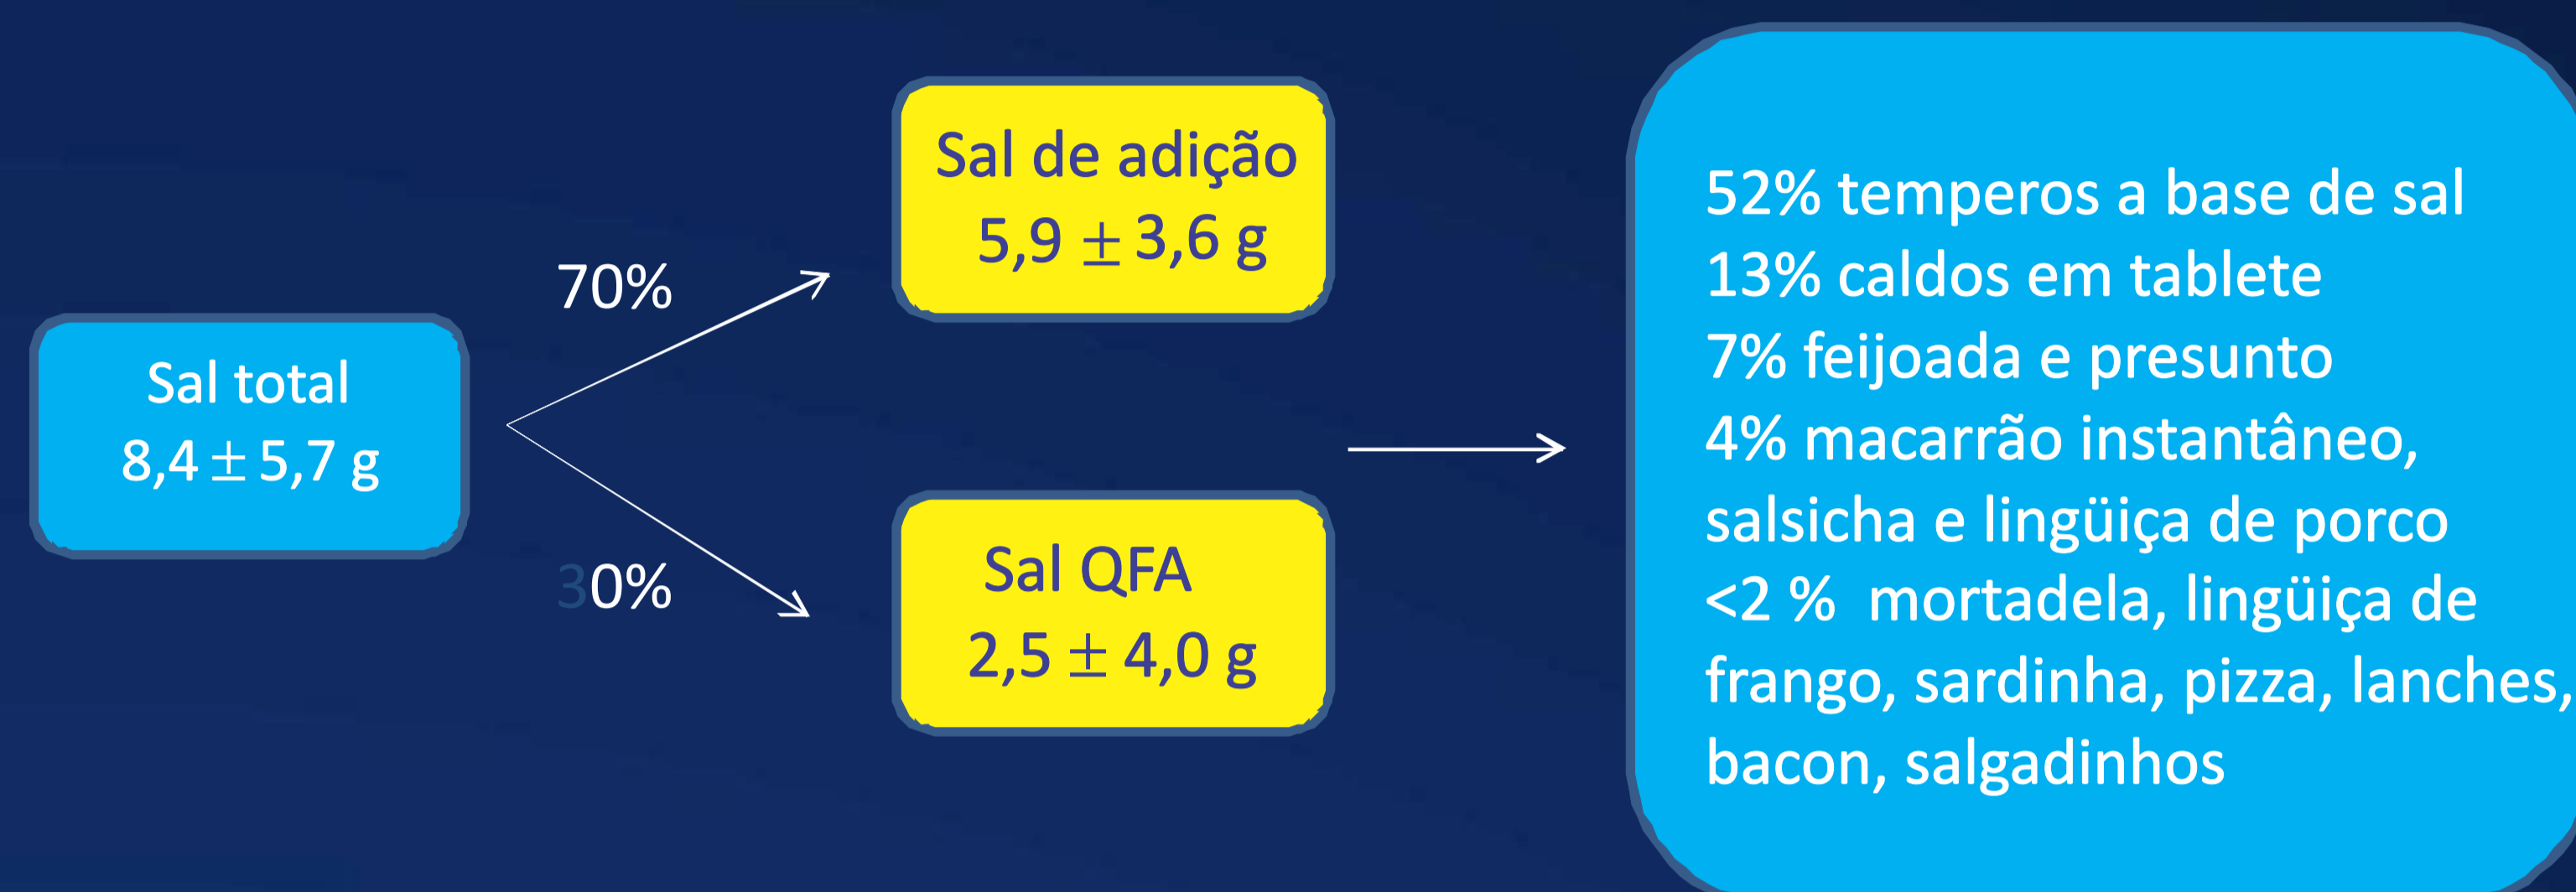 Sal total
8,4 ± 5,7 g
70%
30%
Sal de adição
5,9 ± 3,6 g
Sal QFA
2,5 ± 4,0 g
52% temperos a base de sal
13% caldos em tablete
7% feijoada e presunto
4% macarrão instantâneo,
salsicha e lingüiça de porco
<2 % mortadela, lingüiça de
frango, sardinha, pizza, lanches,
bacon, salgadinhos